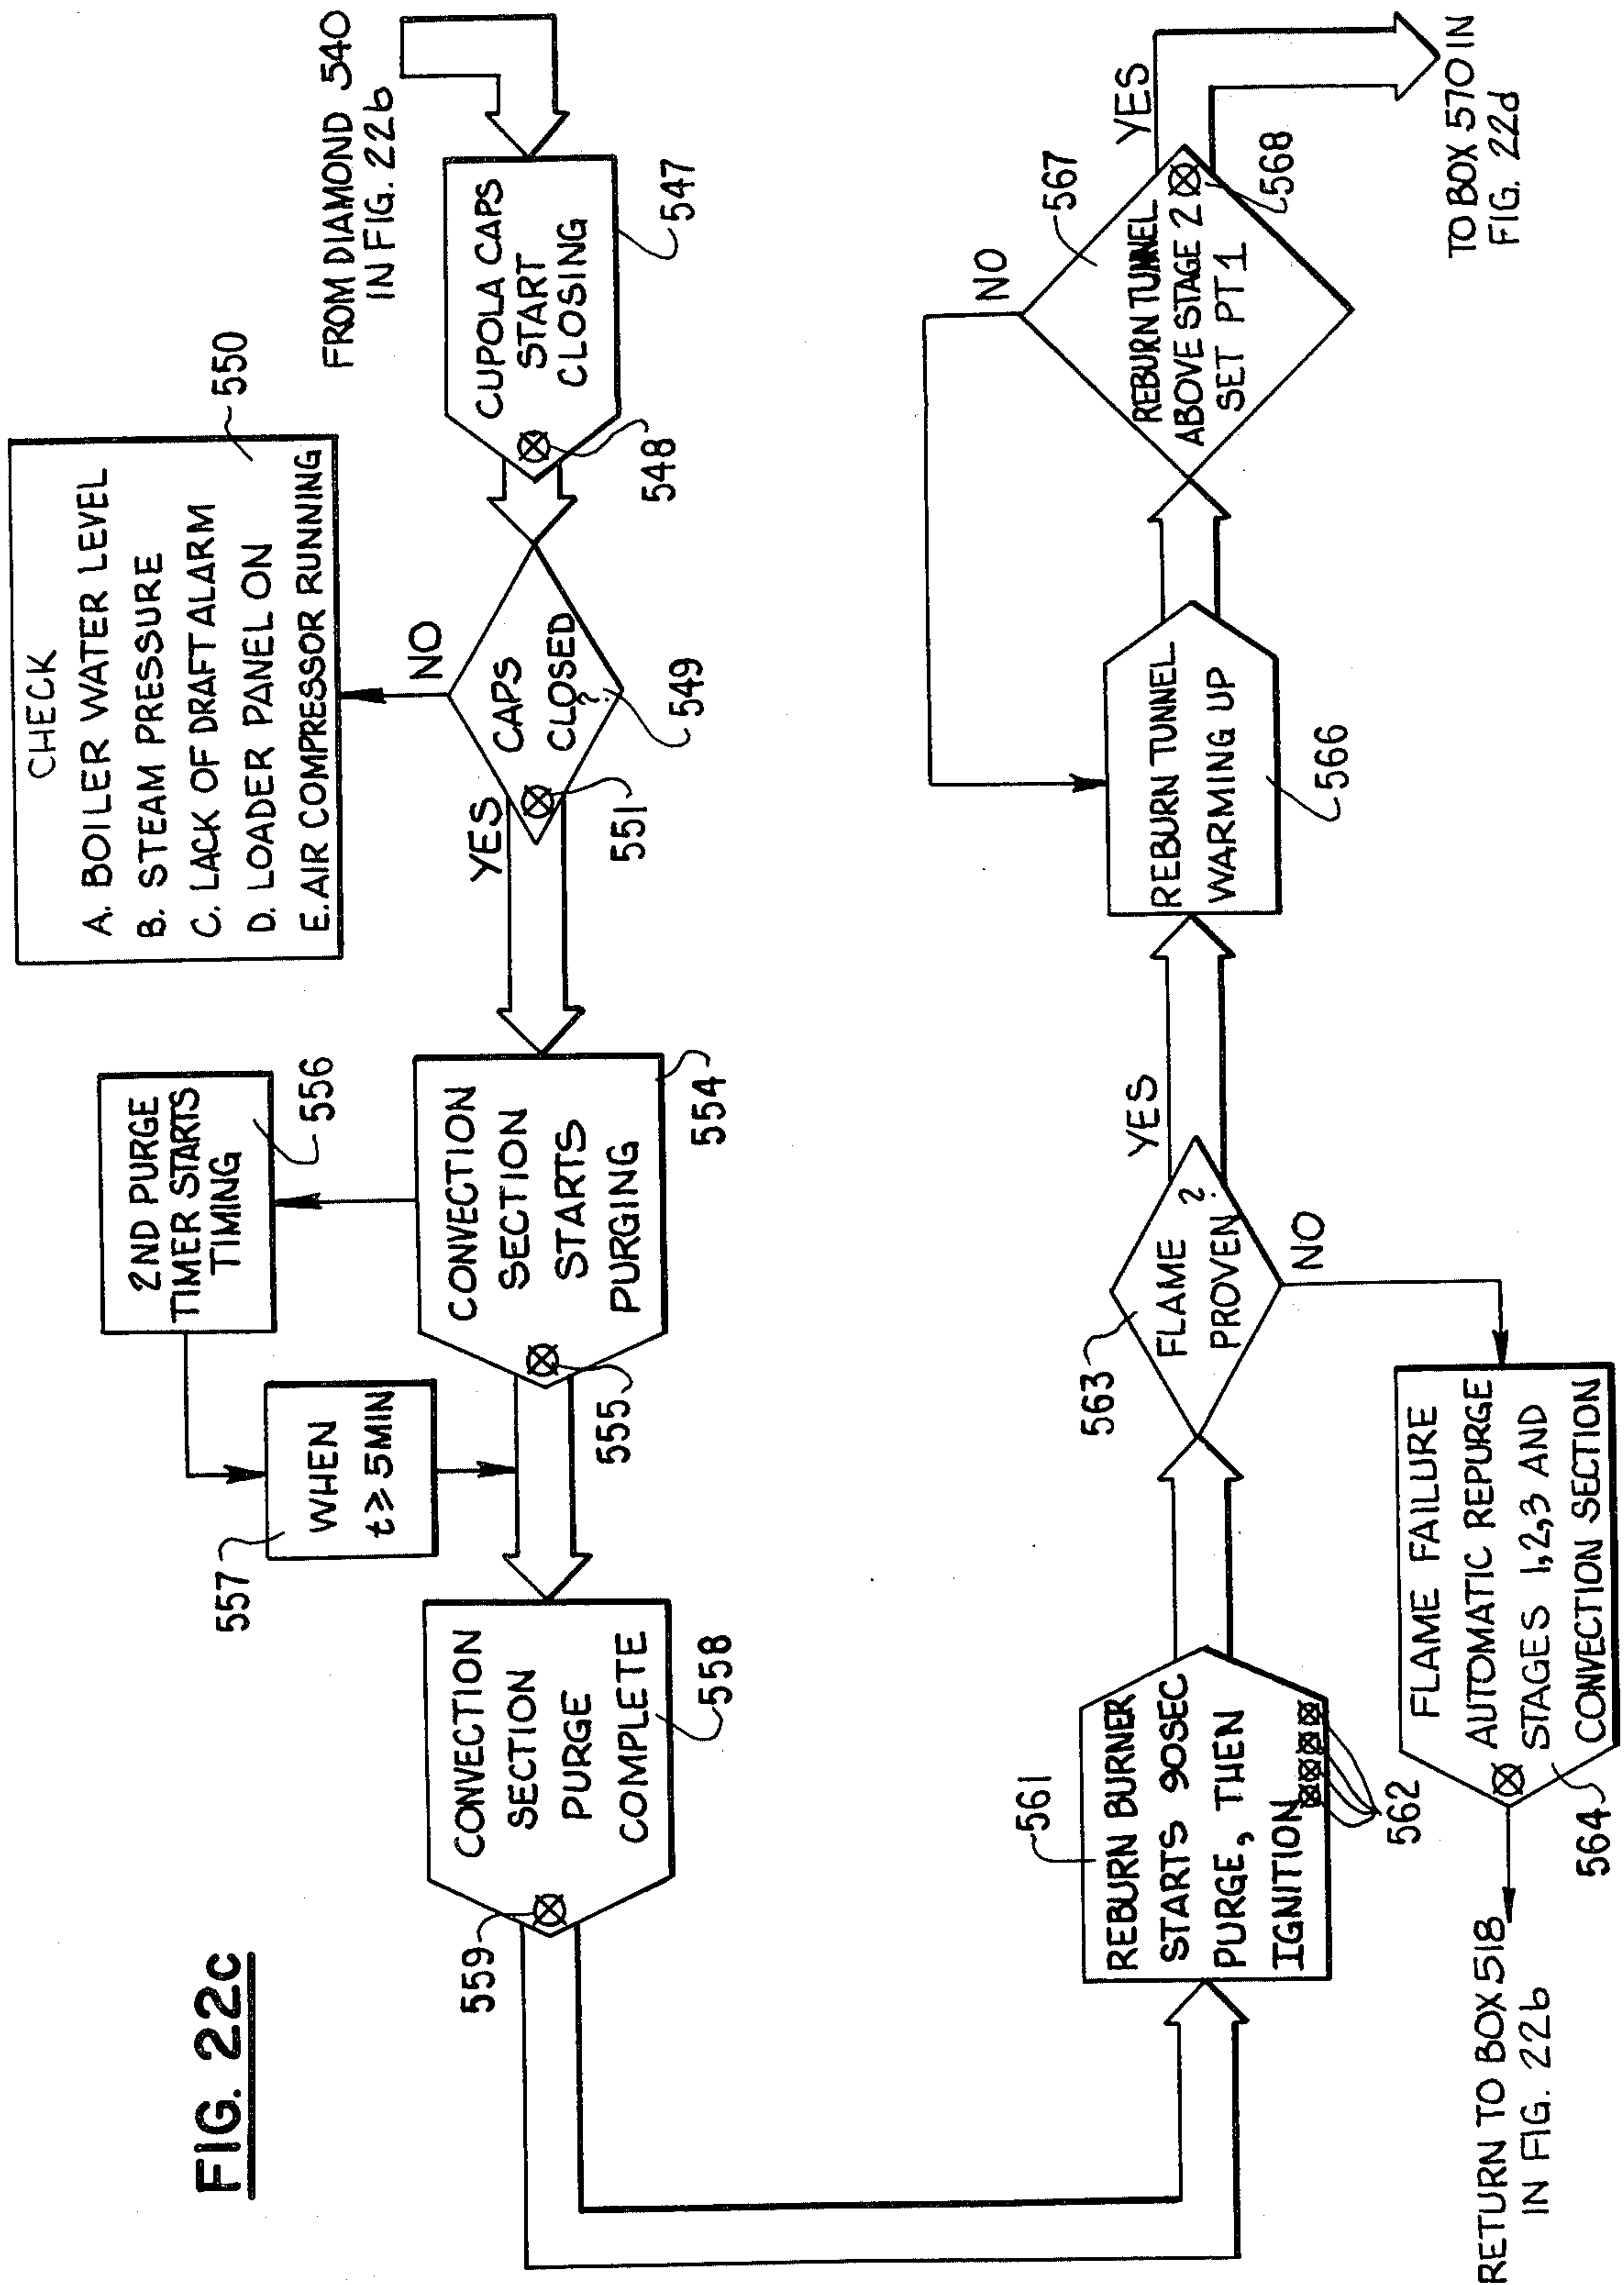 FIG. 22c
FROM DIAMOND 540
IN FIG. 22b
CUPOLA CAPS
START
CLOSING
547
548
CHECK
A. BOILER WATER LEVEL
B. STEAM PRESSURE
C. LACK OF DRAFT ALARM
D. LOADER PANEL ON
E. AIR COMPRESSOR RUNNING
550
NO
CAPS
CLOSED
?
549
551
YES
CONVECTION
SECTION
STARTS
PURGING
554
555
2ND PURGE
TIMER STARTS
TIMING
556
WHEN
t ≥ 5MIN
557
CONVECTION
SECTION
PURGE
COMPLETE
558
559
REBURN BURNER
STARTS 90SEC
PURGE, THEN
IGNITION
561
562
FLAME
PROVEN ?
563
YES
NO
FLAME FAILURE
AUTOMATIC REPURGE
STAGES 1,2,3 AND
CONVECTION SECTION
564
RETURN TO BOX 518
IN FIG. 22b
REBURN TUNNEL
WARMING UP
566
NO
REBURN TUNNEL
ABOVE STAGE 2
SET PT 1
567
568
YES
TO BOX 570 IN
FIG. 22d